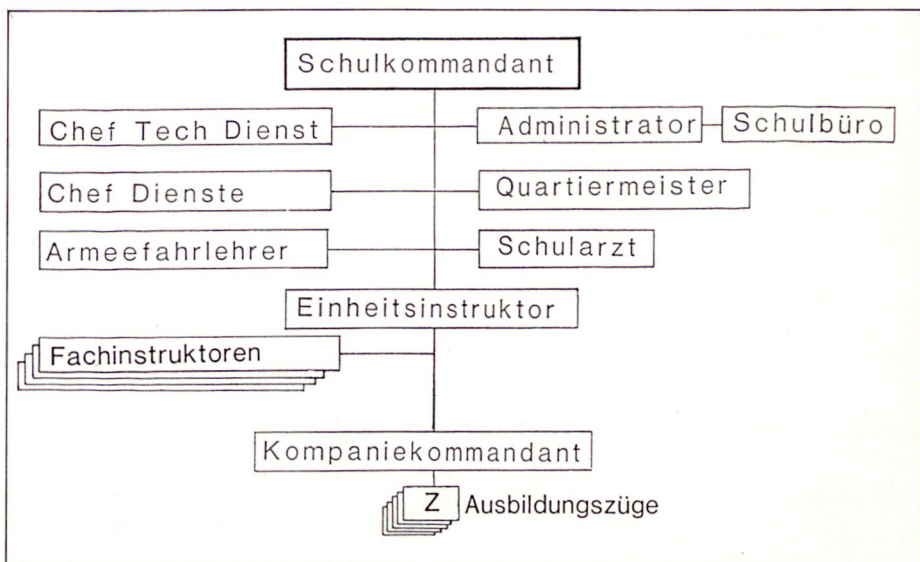 Schulkommandant
Chef Tech Dienst
Administrator
Schulbüro
Chef Dienste
Quartiermeister
Armeefahrlehrer
Schularzt
Einheitsinstruktor
Fachinstruktoren
Kompaniekommandant
Z Ausbildungszüge